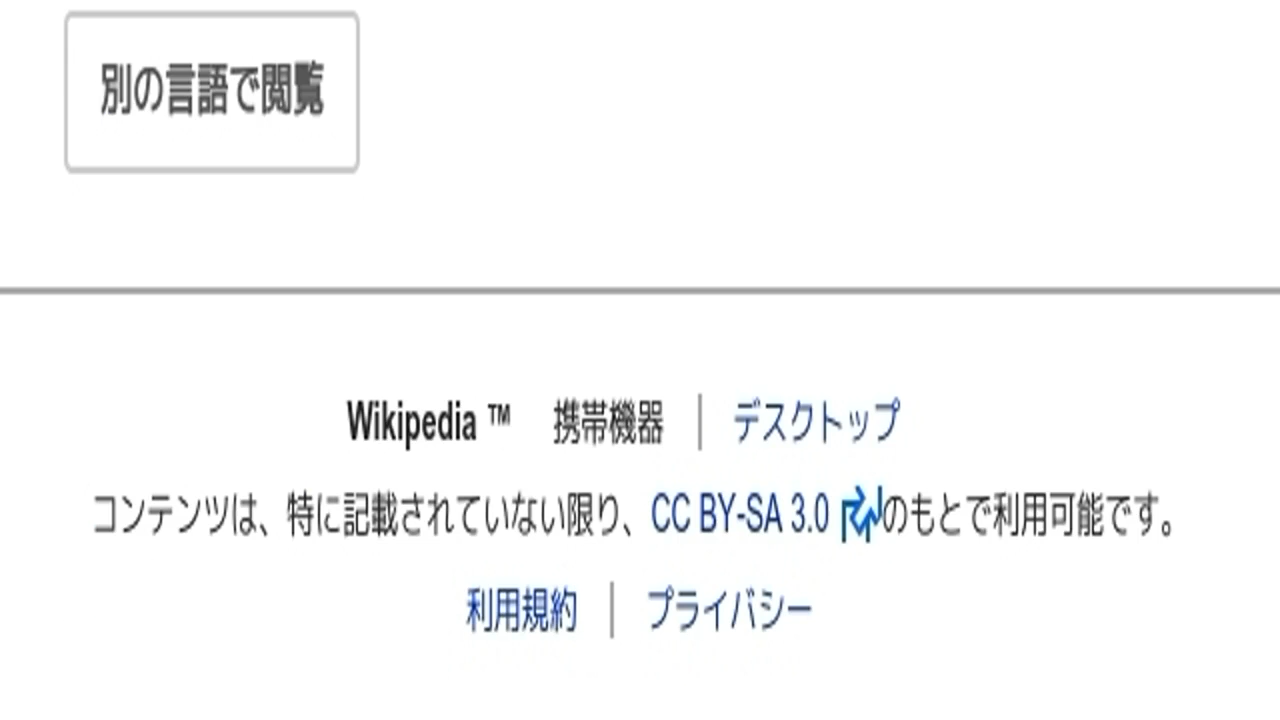 別の言語で閲覧
Wikipedia ™ 携帯機器 | デスクトップ
コンテンツは、特に記載されていない限り、CC BY-SA 3.0 のもとで利用可能です。
利用規約 | プライバシー